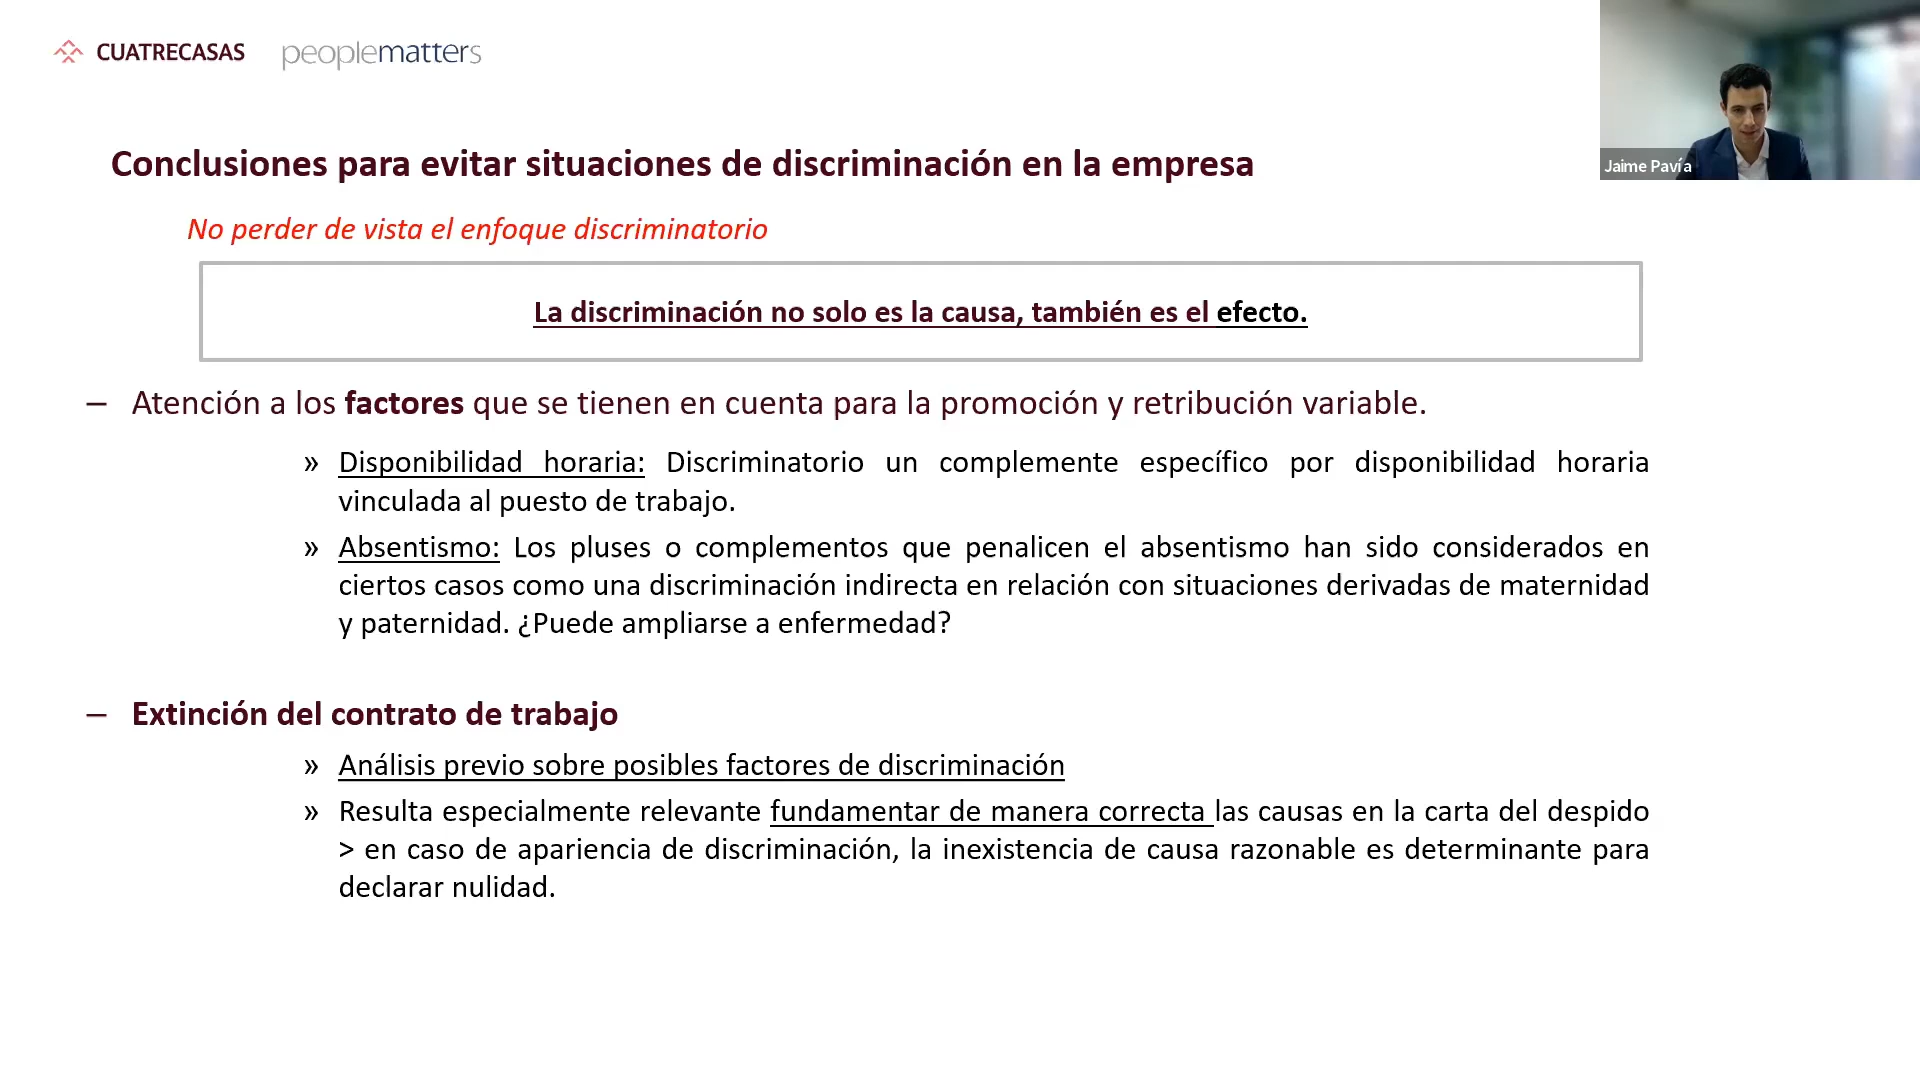 CUATRECASAS peoplematters
Jaime Pavía
Conclusiones para evitar situaciones de discriminación en la empresa
No perder de vista el enfoque discriminatorio
La discriminación no solo es la causa, también es el efecto.
– Atención a los factores que se tienen en cuenta para la promoción y retribución variable.
» Disponibilidad horaria: Discriminatorio un complemente específico por disponibilidad horaria
vinculada al puesto de trabajo.
» Absentismo: Los pluses o complementos que penalicen el absentismo han sido considerados en
ciertos casos como una discriminación indirecta en relación con situaciones derivadas de maternidad
y paternidad. ¿Puede ampliarse a enfermedad?
– Extinción del contrato de trabajo
» Análisis previo sobre posibles factores de discriminación
» Resulta especialmente relevante fundamentar de manera correcta las causas en la carta del despido
> en caso de apariencia de discriminación, la inexistencia de causa razonable es determinante para
declarar nulidad.